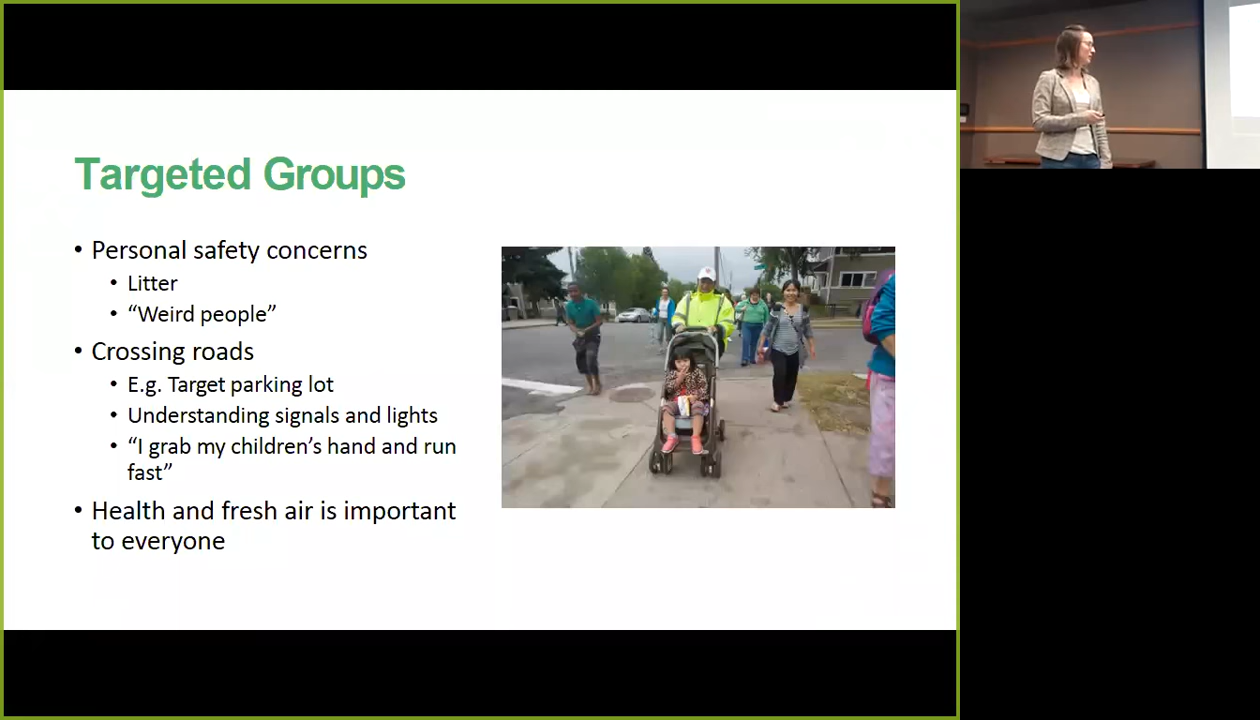 Targeted Groups
• Personal safety concerns
• Litter
• “Weird people”
• Crossing roads
• E.g. Target parking lot
• Understanding signals and lights
• “I grab my children’s hand and run
fast”
• Health and fresh air is important
to everyone